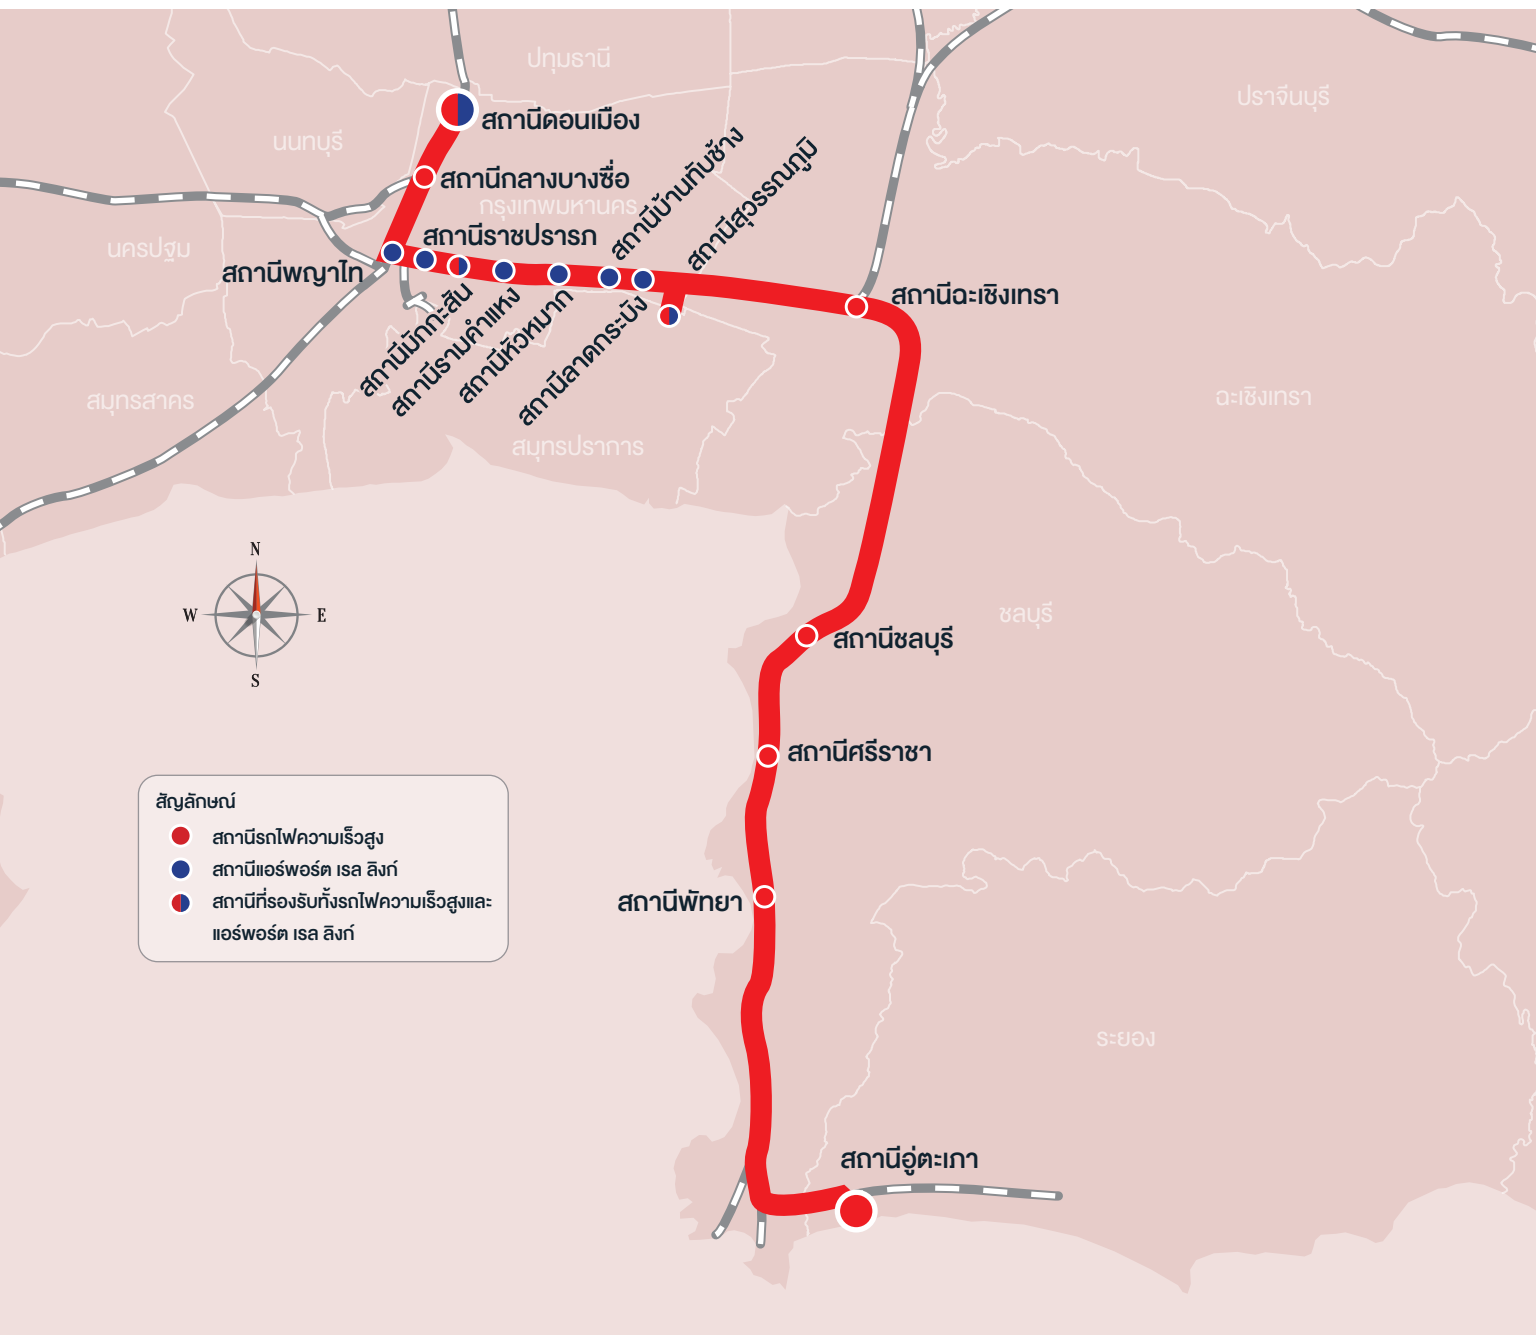 ปทุมธานี
ปราจีนบุรี
สถานีดอนเมือง
นนทบุรี
สถานีกลางบางซื่อ
กรุงเทพมหานคร
สถานีบ้านทับช้าง
สถานีสุวรรณภูมิ
สถานีราชปรารภ
นครปฐม
สถานีพญาไท
สถานีฉะเชิงเทรา
สถานีมักกะสัน
สถานีรามคำแหง
สถานีหัวหมาก
สถานีลาดกระบัง
สมุทรสาคร
ฉะเชิงเทรา
สมุทรปราการ
N
W
E
S
ชลบุรี
สถานีชลบุรี
สถานีศรีราชา
สัญลักษณ์
สถานีรถไฟความเร็วสูง
สถานีแอร์พอร์ต เรล ลิงก์
สถานีที่รองรับทั้งรถไฟความเร็วสูงและ
แอร์พอร์ต เรล ลิงก์
สถานีพัทยา
ระยอง
สถานีอู่ตะเภา